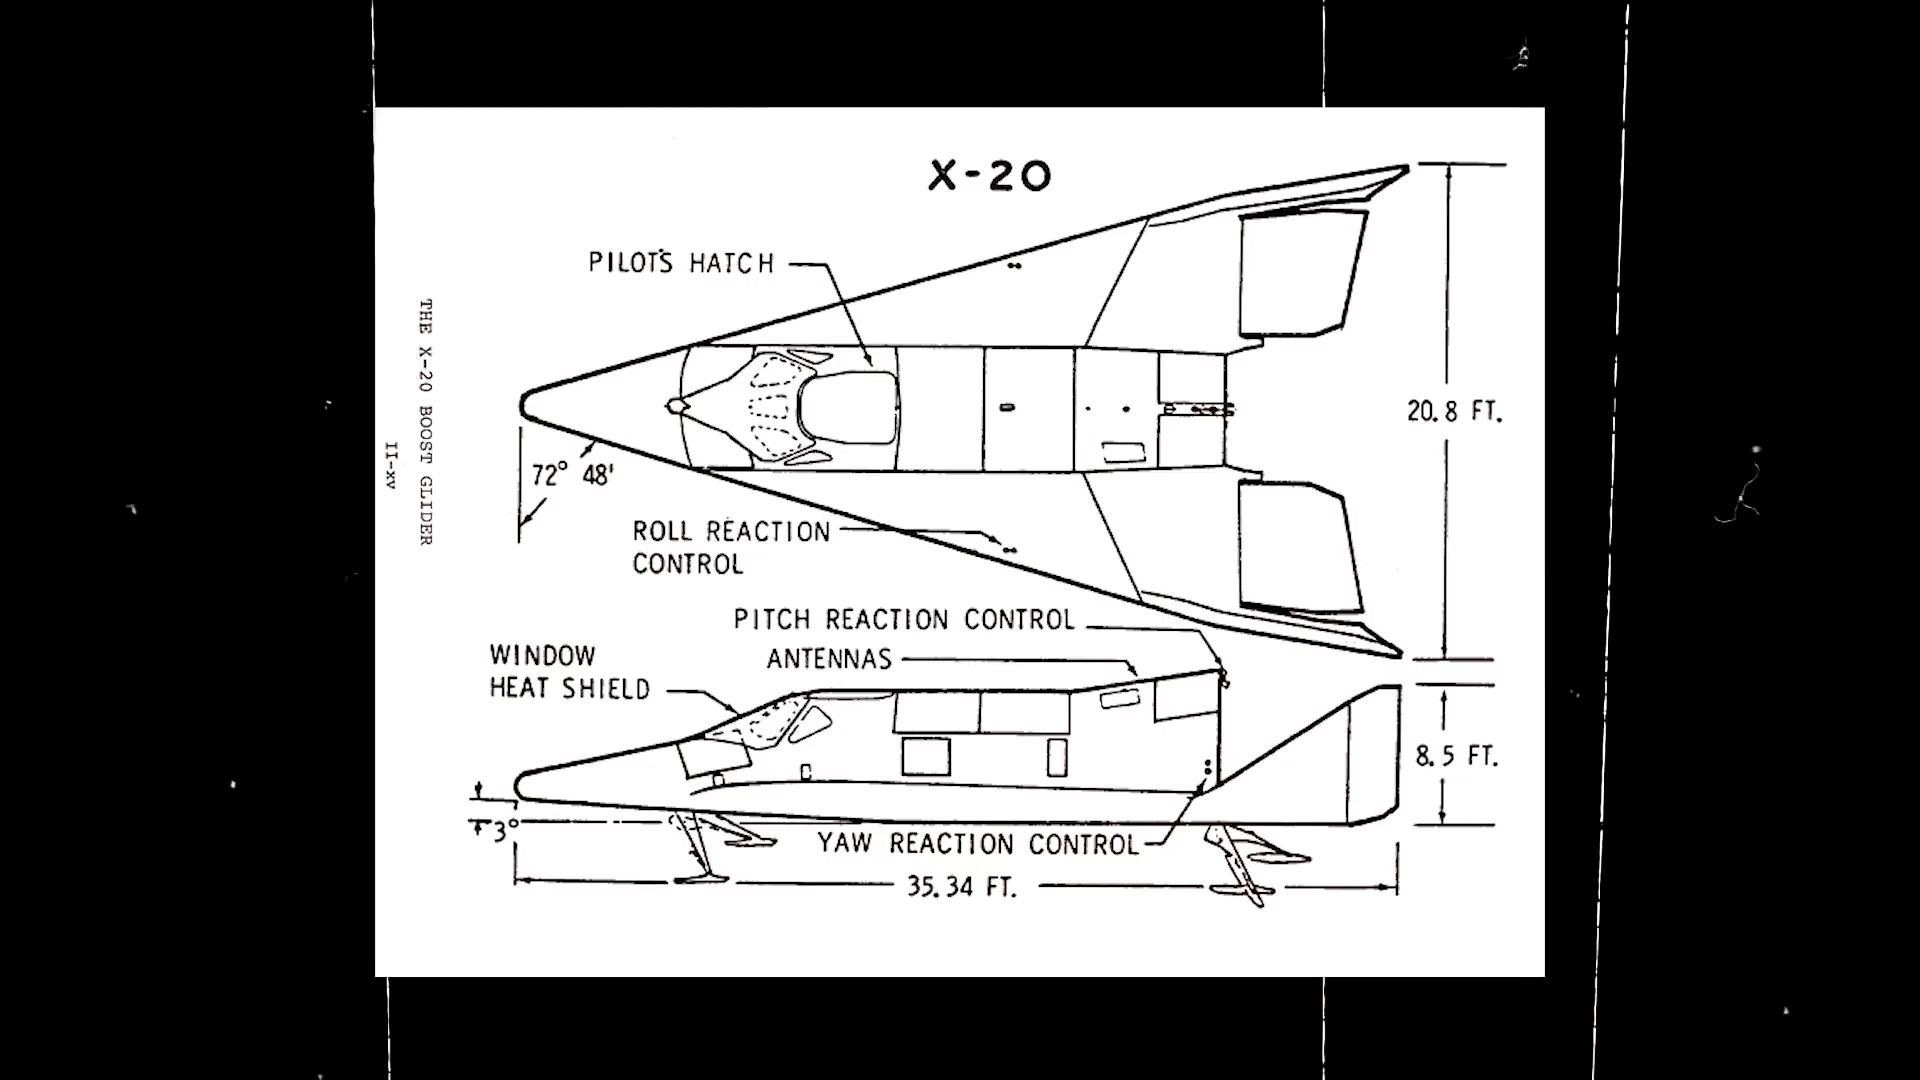 X-20
PILOT'S HATCH
THE X-20 BOOST GLIDER
II-xv
20.8 FT.
72° 48'
ROLL REACTION
CONTROL
PITCH REACTION CONTROL
WINDOW
HEAT SHIELD
ANTENNAS
8.5 FT.
3°
YAW REACTION CONTROL
35.34 FT.